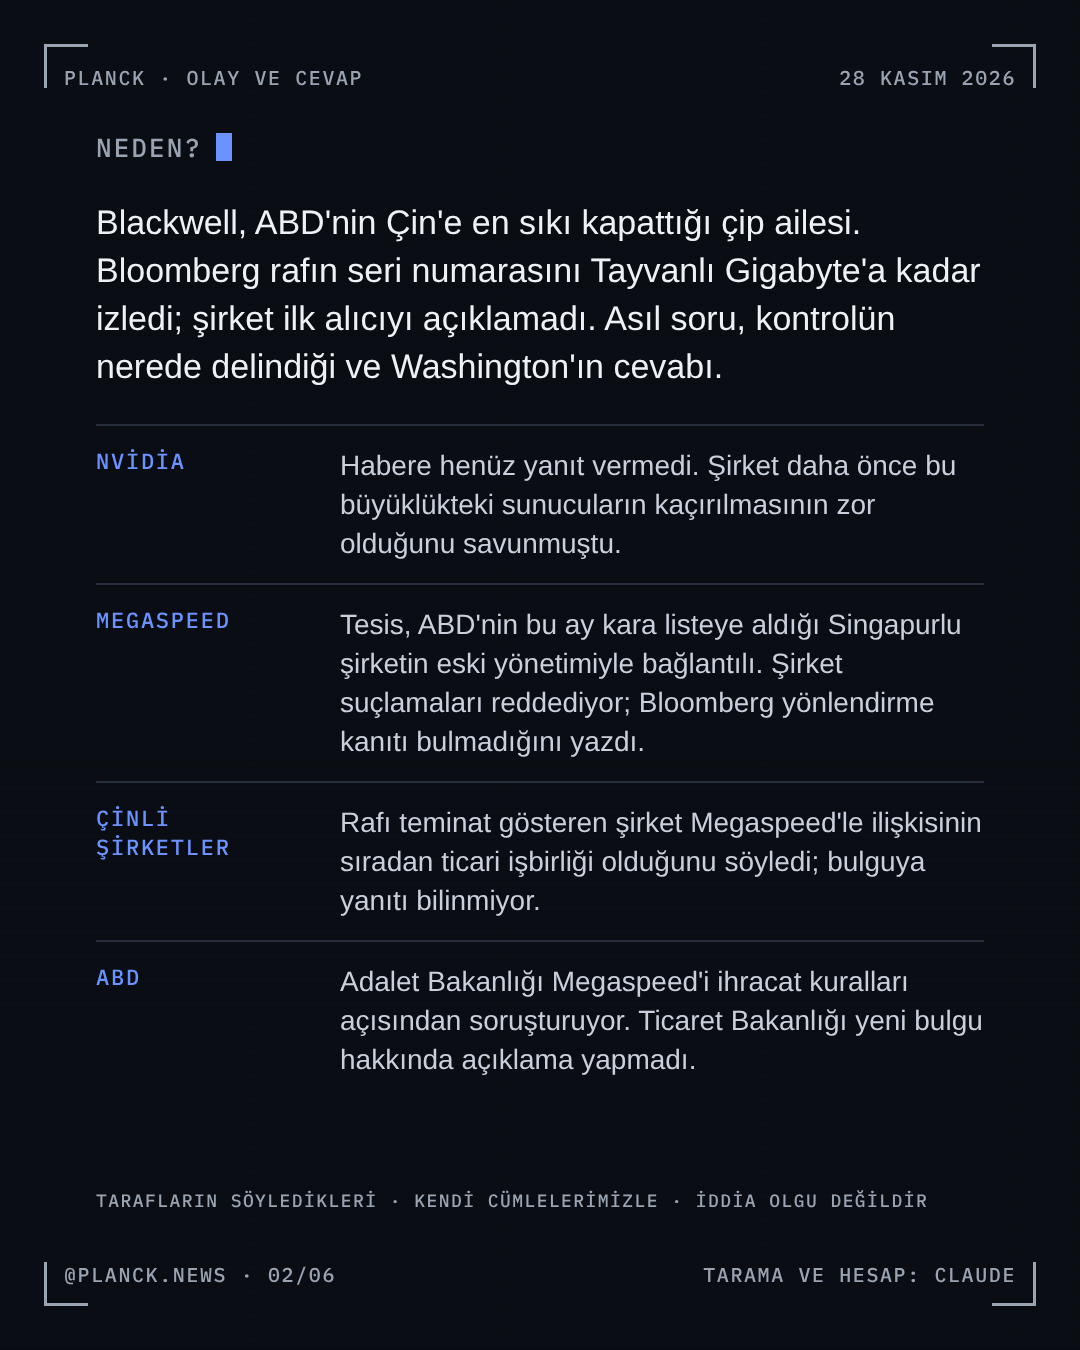 PLANCK · OLAY VE CEVAP
28 KASIM 2026
NEDEN?
Blackwell, ABD'nin Çin'e en sıkı kapattığı çip ailesi.
Bloomberg rafın seri numarasını Tayvanlı Gigabyte'a kadar
izledi; şirket ilk alıcıyı açıklamadı. Asıl soru, kontrolün
nerede delindiği ve Washington'ın cevabı.
NVİDİA
Habere henüz yanıt vermedi. Şirket daha önce bu
büyüklükteki sunucuların kaçırılmasının zor
olduğunu savunmuştu.
MEGASPEED
Tesis, ABD'nin bu ay kara listeye aldığı Singapurlu
şirketin eski yönetimiyle bağlantılı. Şirket
suçlamaları reddediyor; Bloomberg yönlendirme
kanıtı bulmadığını yazdı.
ÇİNLİ
ŞİRKETLER
Rafı teminat gösteren şirket Megaspeed'le ilişkisinin
sıradan ticari işbirliği olduğunu söyledi; bulguya
yanıtı bilinmiyor.
ABD
Adalet Bakanlığı Megaspeed'i ihracat kuralları
açısından soruşturuyor. Ticaret Bakanlığı yeni bulgu
hakkında açıklama yapmadı.
TARAFLARIN SÖYLEDİKLERİ · KENDİ CÜMLELERİMİZLE · İDDİA OLGU DEĞİLDİR
@PLANCK.NEWS · 02/06
TARAMA VE HESAP: CLAUDE